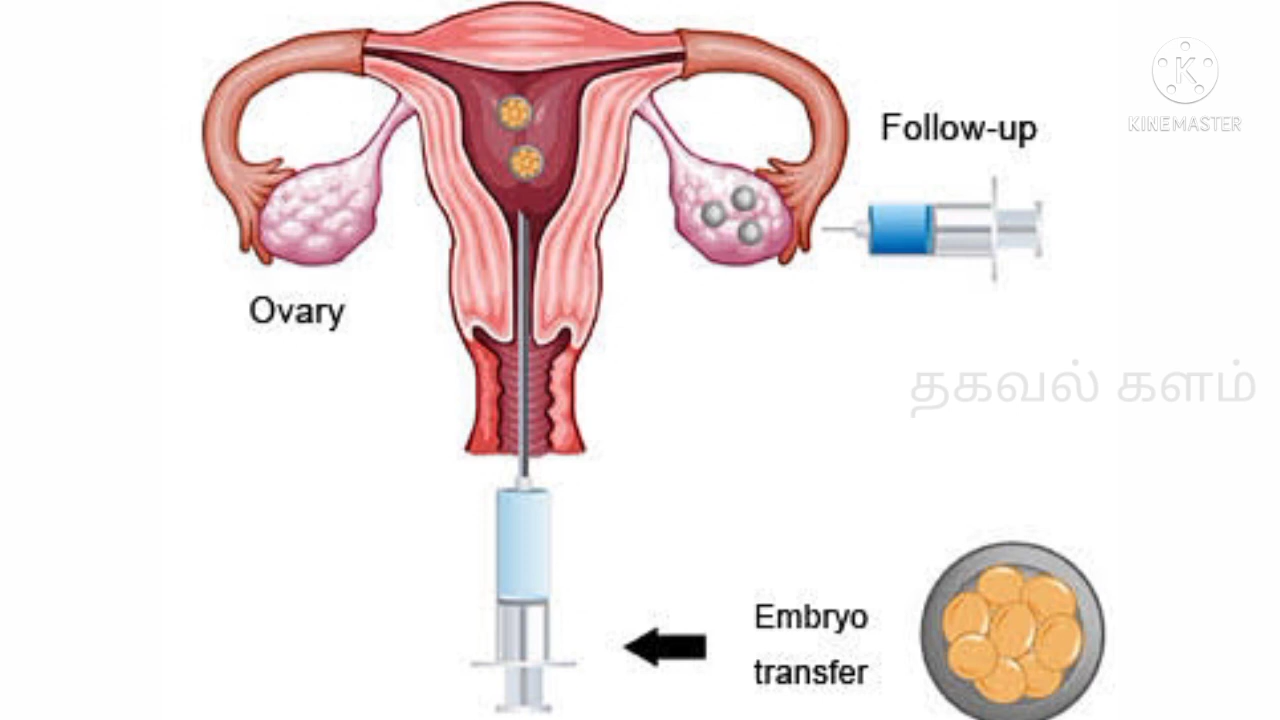 Follow-up
K
KINEMASTER
Ovary
தகவல் களம்
Embryo
transfer